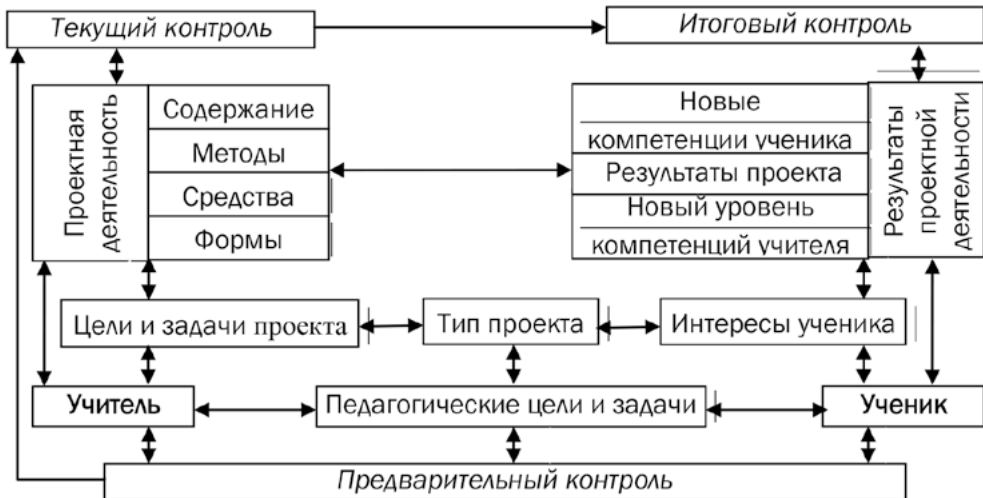 Текущий контроль
Итоговый контроль
Проектная
деятельность
Содержание
Методы
Средства
Формы
Новые
компетенции ученика
Результаты проекта
Новый уровень
компетенций учителя
Результаты
проектной
деятельности
Цели и задачи проекта
Тип проекта
Интересы ученика
Учитель
Педагогические цели и задачи
Ученик
Предварительный контроль